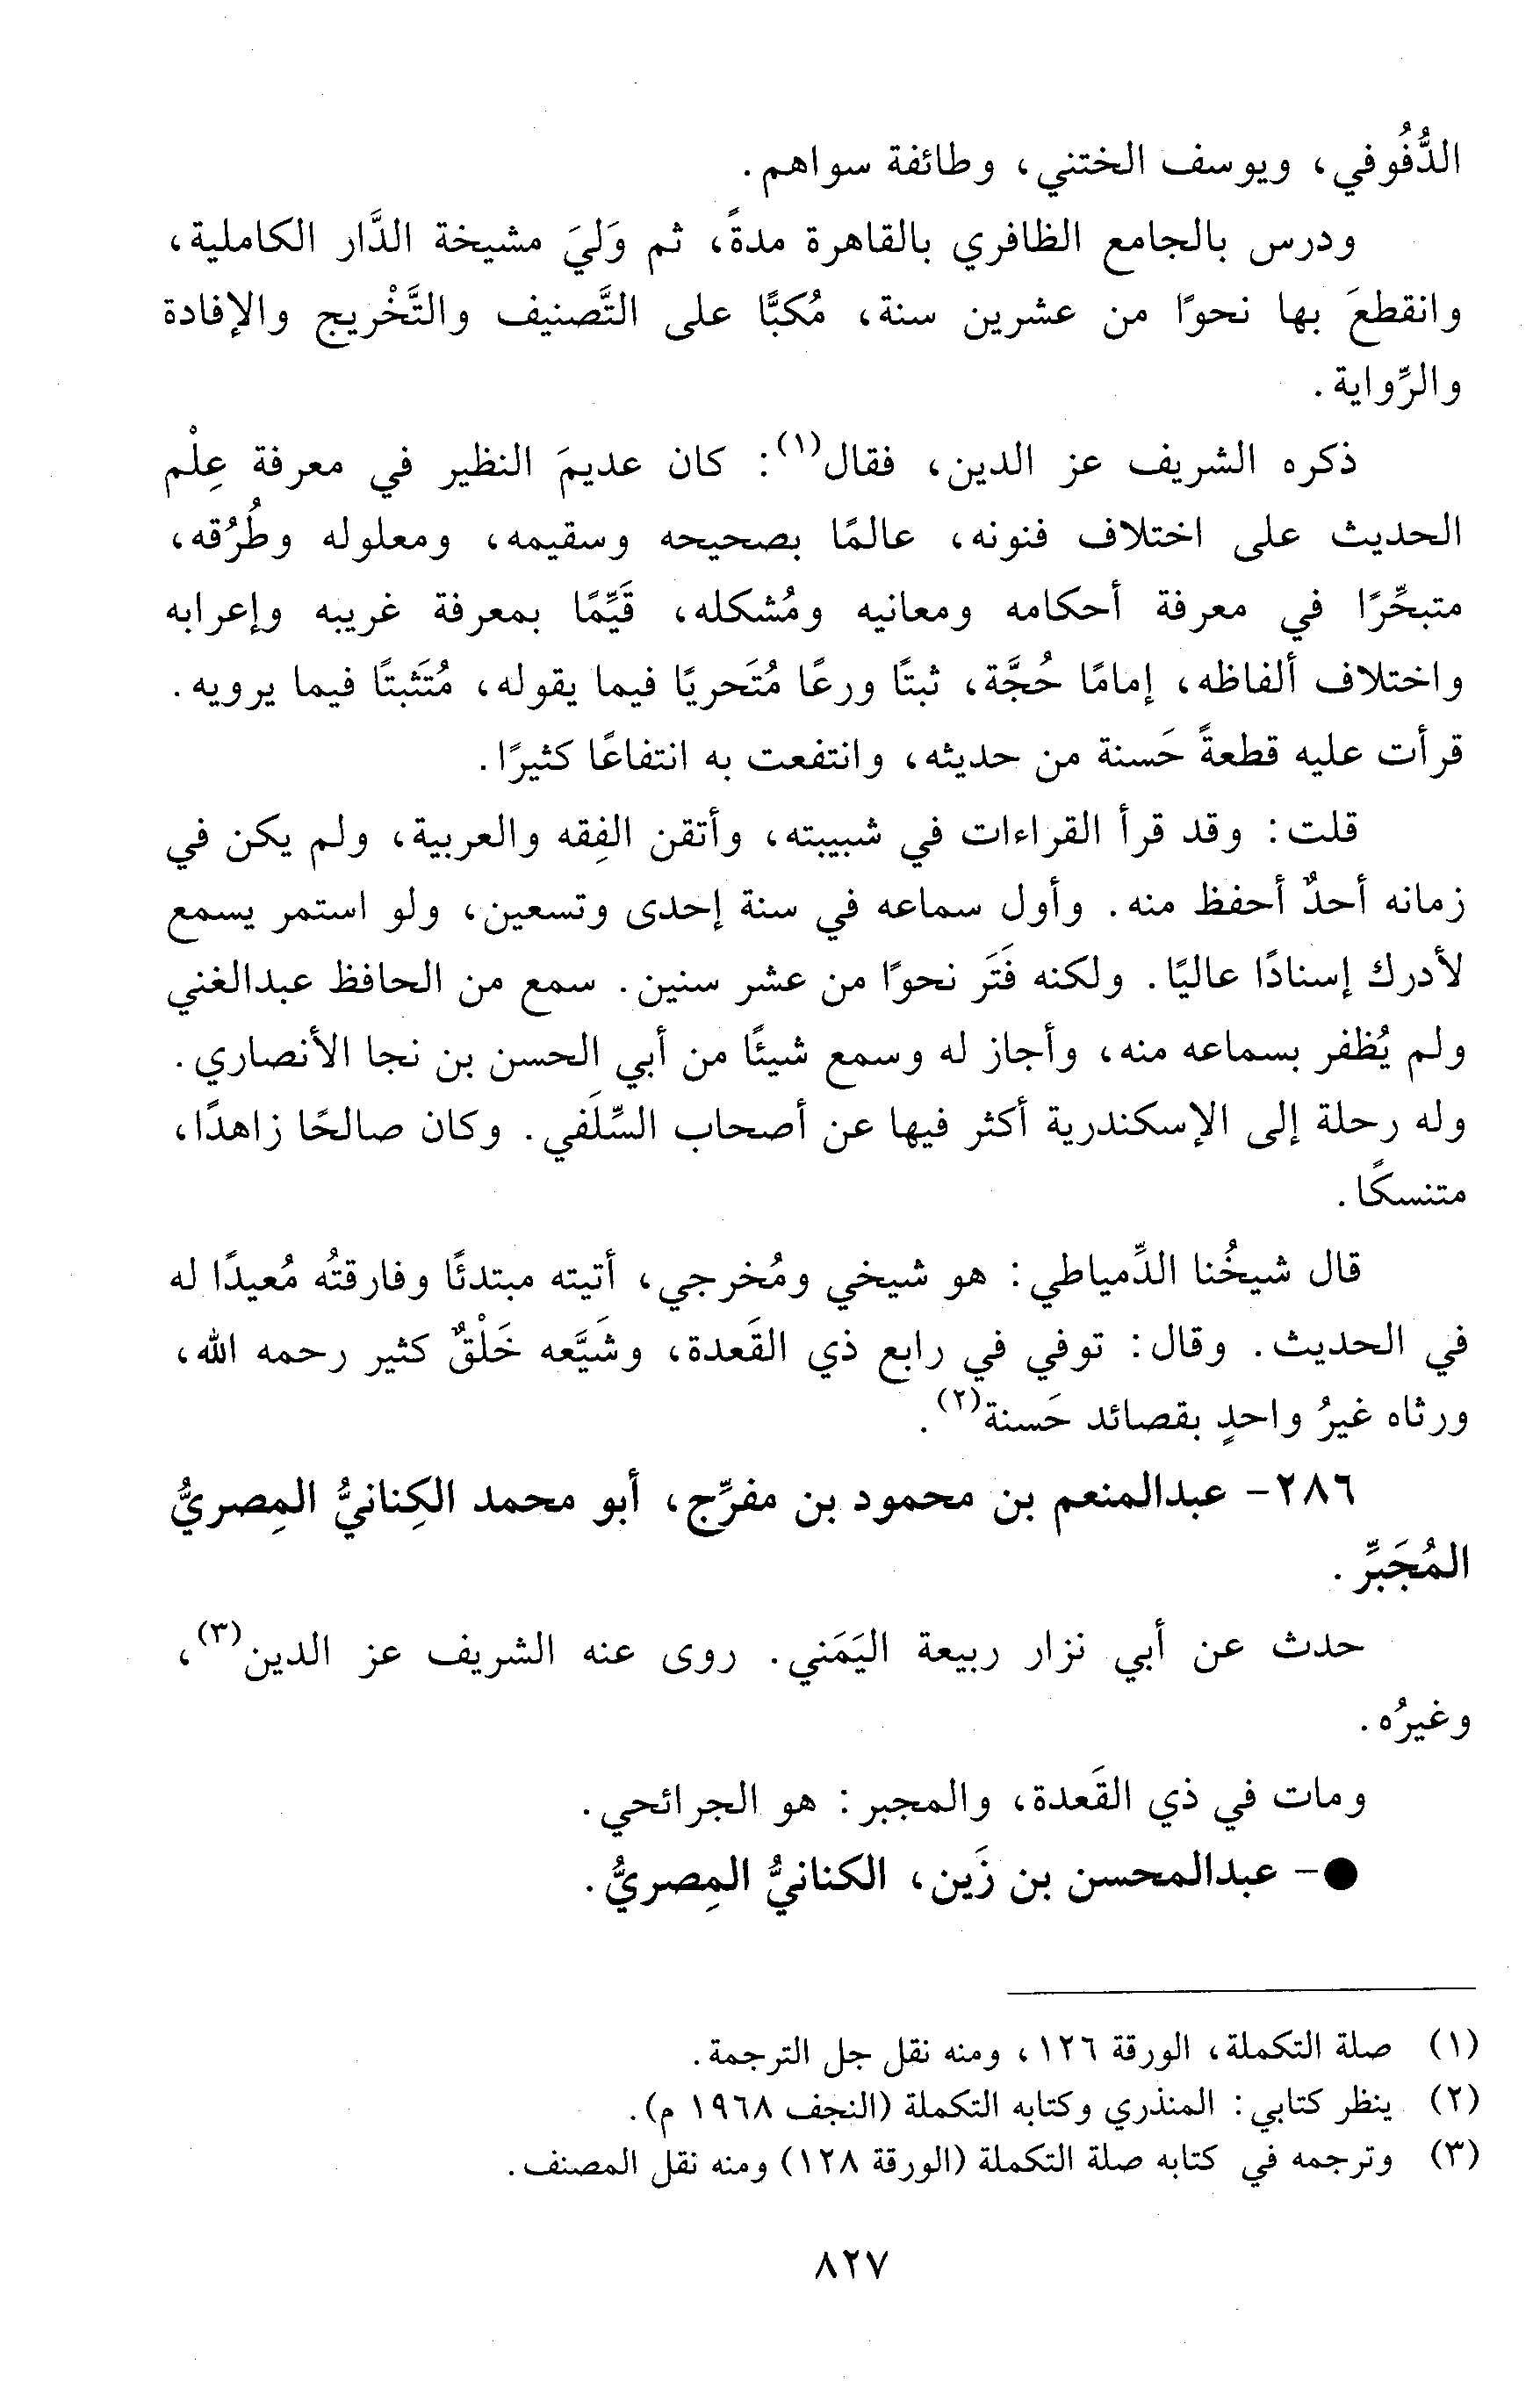 الدُّفُوفي، ويوسف الختني، وطائفة سواهم.
ودرس بالجامع الظافري بالقاهرة مدةً، ثم وَليَ مشيخة الدَّار الكاملية،
وانقطعَ بها نحوًا من عشرين سنة، مُكبًّا على التَّصنيف والتَّخْريج والإفادة
والرِّواية.
ذكره الشريف عز الدين، فقال(١): كان عديمَ النظير في معرفة عِلْم
الحديث على اختلاف فنونه، عالمًا بصحيحه وسقيمه، ومعلوله وطُرُقه،
متبحِّرًا في معرفة أحكامه ومعانيه ومُشكله، قَيِّمًا بمعرفة غريبه وإعرابه
واختلاف ألفاظه، إمامًا حُجَّة، ثبتًا ورعًا مُتَحريًا فيما يقوله، مُتَثبتًا فيما يرويه.
قرأت عليه قطعةً حَسنة من حديثه، وانتفعت به انتفاعًا كثيرًا.
قلت: وقد قرأ القراءات في شبيبته، وأتقن الفِقه والعربية، ولم يكن في
زمانه أحدٌ أحفظ منه. وأول سماعه في سنة إحدى وتسعين، ولو استمر يسمع
لأدرك إسنادًا عاليًا. ولكنه فَتَر نحوًا من عشر سنين. سمع من الحافظ عبدالغني
ولم يُظفر بسماعه منه، وأجاز له وسمع شيئًا من أبي الحسن بن نجا الأنصاري.
وله رحلة إلى الإسكندرية أكثر فيها عن أصحاب السِّلَفي. وكان صالحًا زاهدًا،
متنسكًا.
قال شيخُنا الدِّمياطي: هو شيخي ومُخرجي، أتيته مبتدئًا وفارقتُه مُعيدًا له
في الحديث. وقال: توفي في رابع ذي القَعدة، وشَيَّعه خَلْقٌ كثير رحمه الله،
ورثاه غيرُ واحدٍ بقصائد حَسنة(٢).
٢٨٦- عبدالمنعم بن محمود بن مفرِّج، أبو محمد الكِنانيُّ المِصريُّ
المُجَبرِّ.
حدث عن أبي نزار ربيعة اليَمَني. روى عنه الشريف عز الدين(٣)،
وغيرُه.
ومات في ذي القَعدة، والمجبر: هو الجرائحي.
●- عبدالمحسن بن زَين، الكنانيُّ المِصريُّ.
(١) صلة التكملة، الورقة ١٢٦، ومنه نقل جل الترجمة.
(٢) ينظر كتابي: المنذري وكتابه التكملة (النجف ١٩٦٨ م).
(٣) وترجمه في كتابه صلة التكملة (الورقة ١٢٨) ومنه نقل المصنف.
٨٢٧